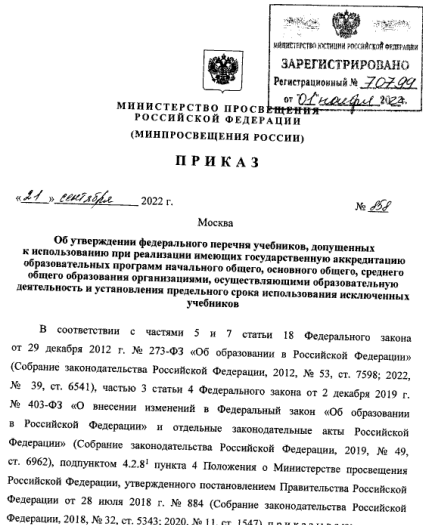 МИНИСТЕРСТВО ЮСТИЦИИ РОССИЙСКОЙ ФЕДЕРАЦИИ
ЗАРЕГИСТРИРОВАНО
Регистрационный № 70799
от "01" ноября 2022г.
МИНИСТЕРСТВО ПРОСВЕЩЕНИЯ
РОССИЙСКОЙ ФЕДЕРАЦИИ
(МИНПРОСВЕЩЕНИЯ РОССИИ)
ПРИКАЗ
«21» сентября 2022 г.
№ 858
Москва
Об утверждении федерального перечня учебников, допущенных
к использованию при реализации имеющих государственную аккредитацию
образовательных программ начального общего, основного общего, среднего
общего образования организациями, осуществляющими образовательную
деятельность и установления предельного срока использования исключенных
учебников
В соответствии с частями 5 и 7 статьи 18 Федерального закона
от 29 декабря 2012 г. № 273-ФЗ «Об образовании в Российской Федерации»
(Собрание законодательства Российской Федерации, 2012, № 53, ст. 7598; 2022,
№ 39, ст. 6541), частью 3 статьи 4 Федерального закона от 2 декабря 2019 г.
№ 403-ФЗ «О внесении изменений в Федеральный закон «Об образовании
в Российской Федерации» и отдельные законодательные акты Российской
Федерации» (Собрание законодательства Российской Федерации, 2019, № 49,
ст. 6962), подпунктом 4.2.8¹ пункта 4 Положения о Министерстве просвещения
Российской Федерации, утвержденного постановлением Правительства Российской
Федерации от 28 июля 2018 г. № 884 (Собрание законодательства Российской
Федерации, 2018, № 32, ст. 5343; 2020, № 11, ст. 1547),